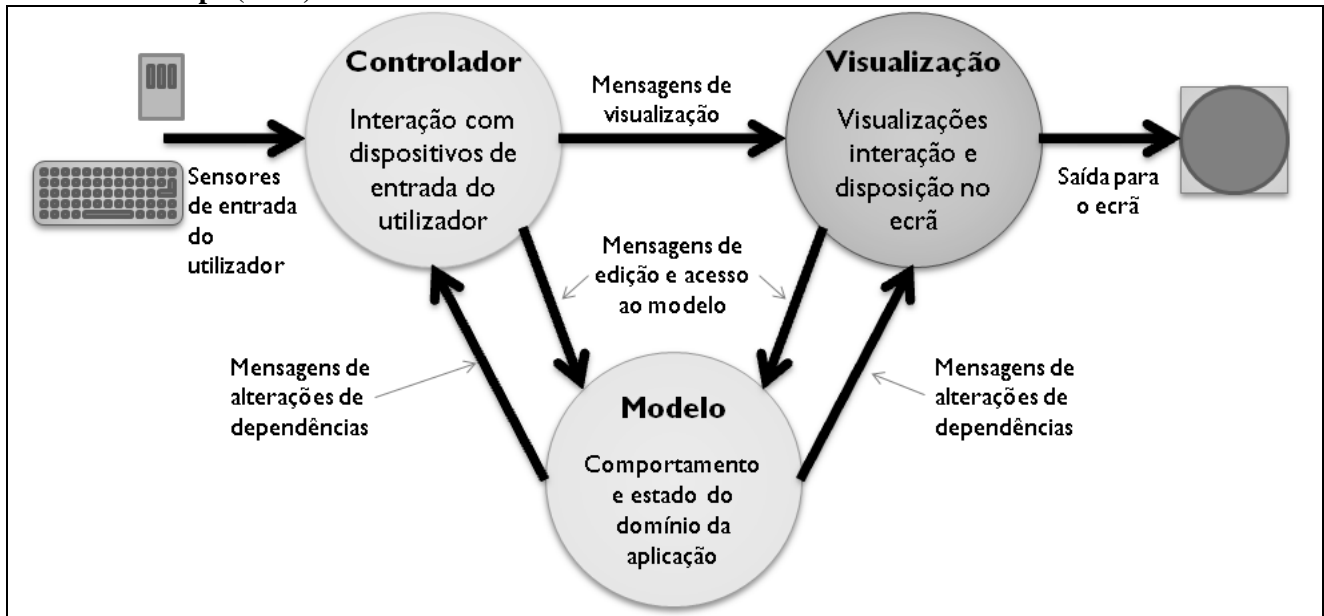 Controlador
Interação com
dispositivos de
entrada do
utilizador
Mensagens de
visualização
Visualização
Visualizações
interação e
disposição no
ecrã
Sensores
de entrada
do
utilizador
Saída para
o ecrã
Mensagens de
edição e acesso
ao modelo
Mensagens de
alterações de
dependências
Mensagens de
alterações de
dependências
Modelo
Comportamento
e estado do
domínio da
aplicação